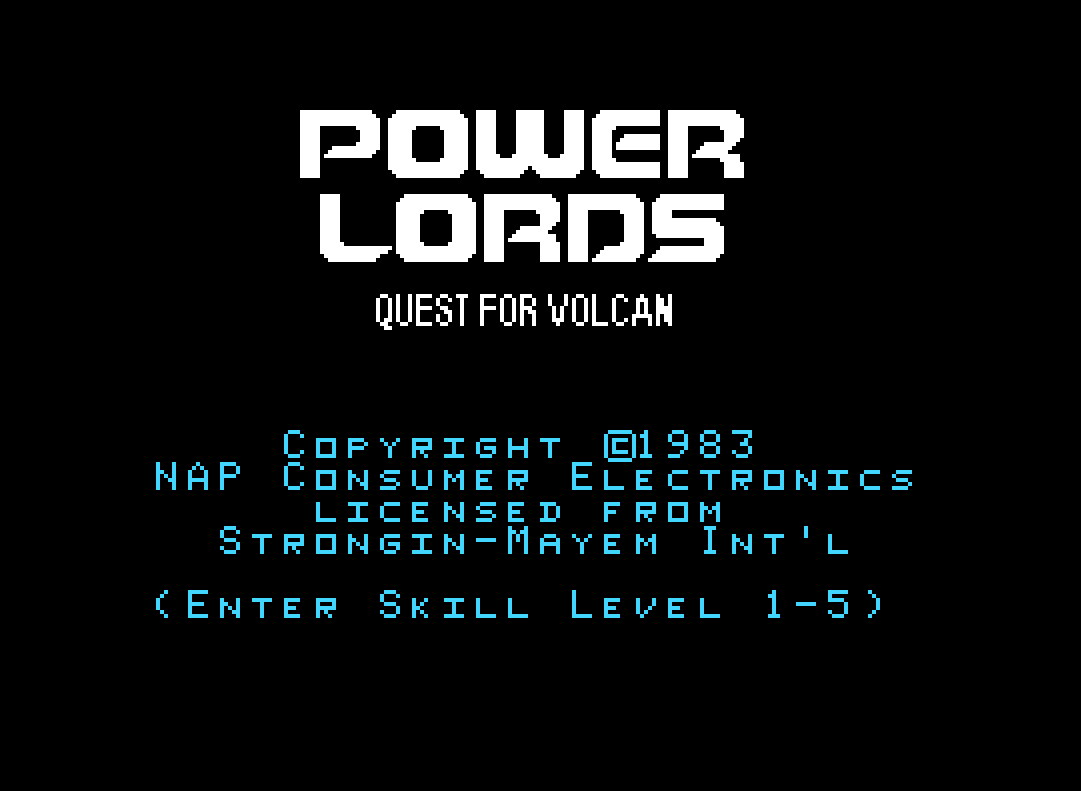 POWER
LORDS
QUEST FOR VOLCAN
Copyright ©1983
NAP Consumer Electronics
licensed from
Strongin-Mayem Int'l
(Enter Skill Level 1-5)